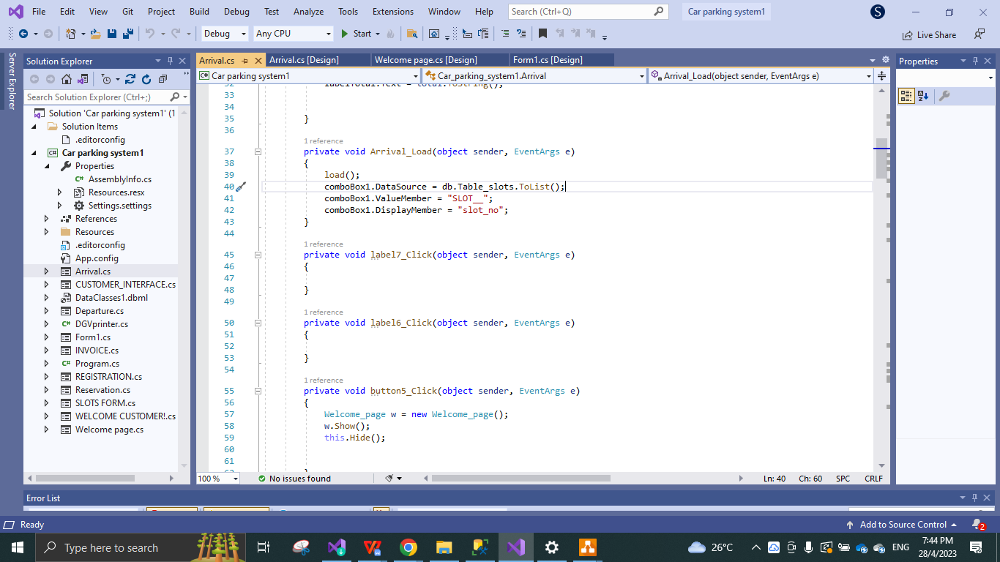 File Edit View Git Project Build Debug Test Analyze Tools Extensions Window Help Search (Ctrl+Q) Car parking system1 S
Debug Any CPU Start Live Share
Server Explorer
Solution Explorer
Search Solution Explorer (Ctrl+;)
Solution 'Car parking system1' (1
Solution Items
.editorconfig
C# Car parking system1
Properties
C# AssemblyInfo.cs
Resources.resx
Settings.settings
References
Resources
.editorconfig
App.config
Arrival.cs
CUSTOMER_INTERFACE.cs
DataClasses1.dbml
Departure.cs
C# DGVprinter.cs
Form1.cs
INVOICE.cs
C# Program.cs
REGISTRATION.cs
Reservation.cs
SLOTS FORM.cs
WELCOME CUSTOMER!.cs
Welcome page.cs
Arrival.cs Arrival.cs [Design] Welcome page.cs [Design] Form1.cs [Design]
C# Car parking system1 Car_parking_system1.Arrival Arrival_Load(object sender, EventArgs e)
32 labelTotal.Text = total.ToString();
33
34
35 }
36
1 reference
37 private void Arrival_Load(object sender, EventArgs e)
38 {
39 load();
40 comboBox1.DataSource = db.Table_slots.ToList();
41 comboBox1.ValueMember = "SLOT__";
42 comboBox1.DisplayMember = "slot_no";
43 }
44
1 reference
45 private void label7_Click(object sender, EventArgs e)
46 {
47
48 }
49
1 reference
50 private void label6_Click(object sender, EventArgs e)
51 {
52
53 }
54
1 reference
55 private void button5_Click(object sender, EventArgs e)
56 {
57 Welcome_page w = new Welcome_page();
58 w.Show();
59 this.Hide();
60
61
62 }
100 % No issues found Ln: 40 Ch: 60 SPC CRLF
Properties
Error List
Ready Add to Source Control 2
Type here to search 26°C ENG 7:44 PM
28/4/2023